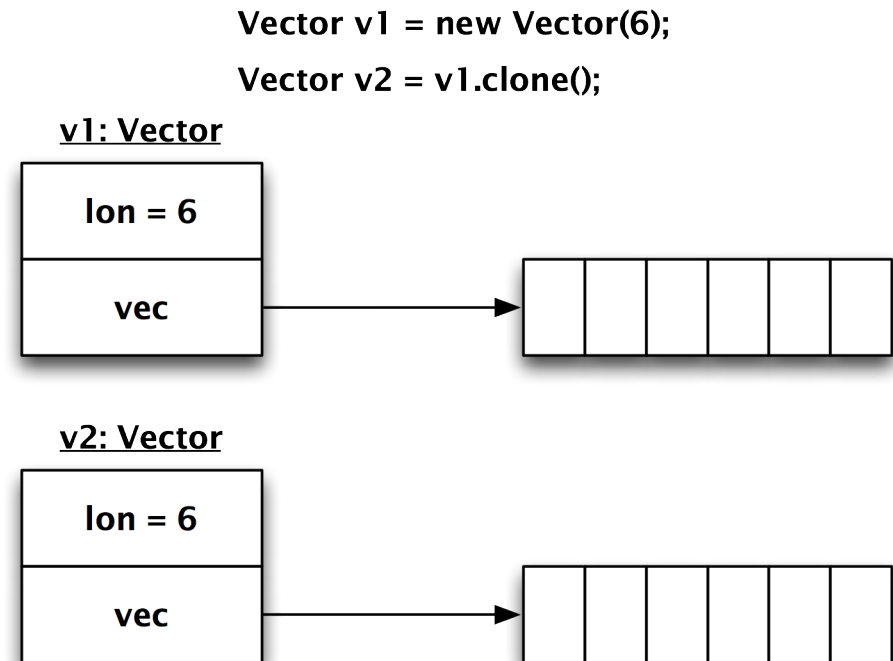 Vector v1 = new Vector(6);
Vector v2 = v1.clone();
v1: Vector
lon = 6
vec
v2: Vector
lon = 6
vec